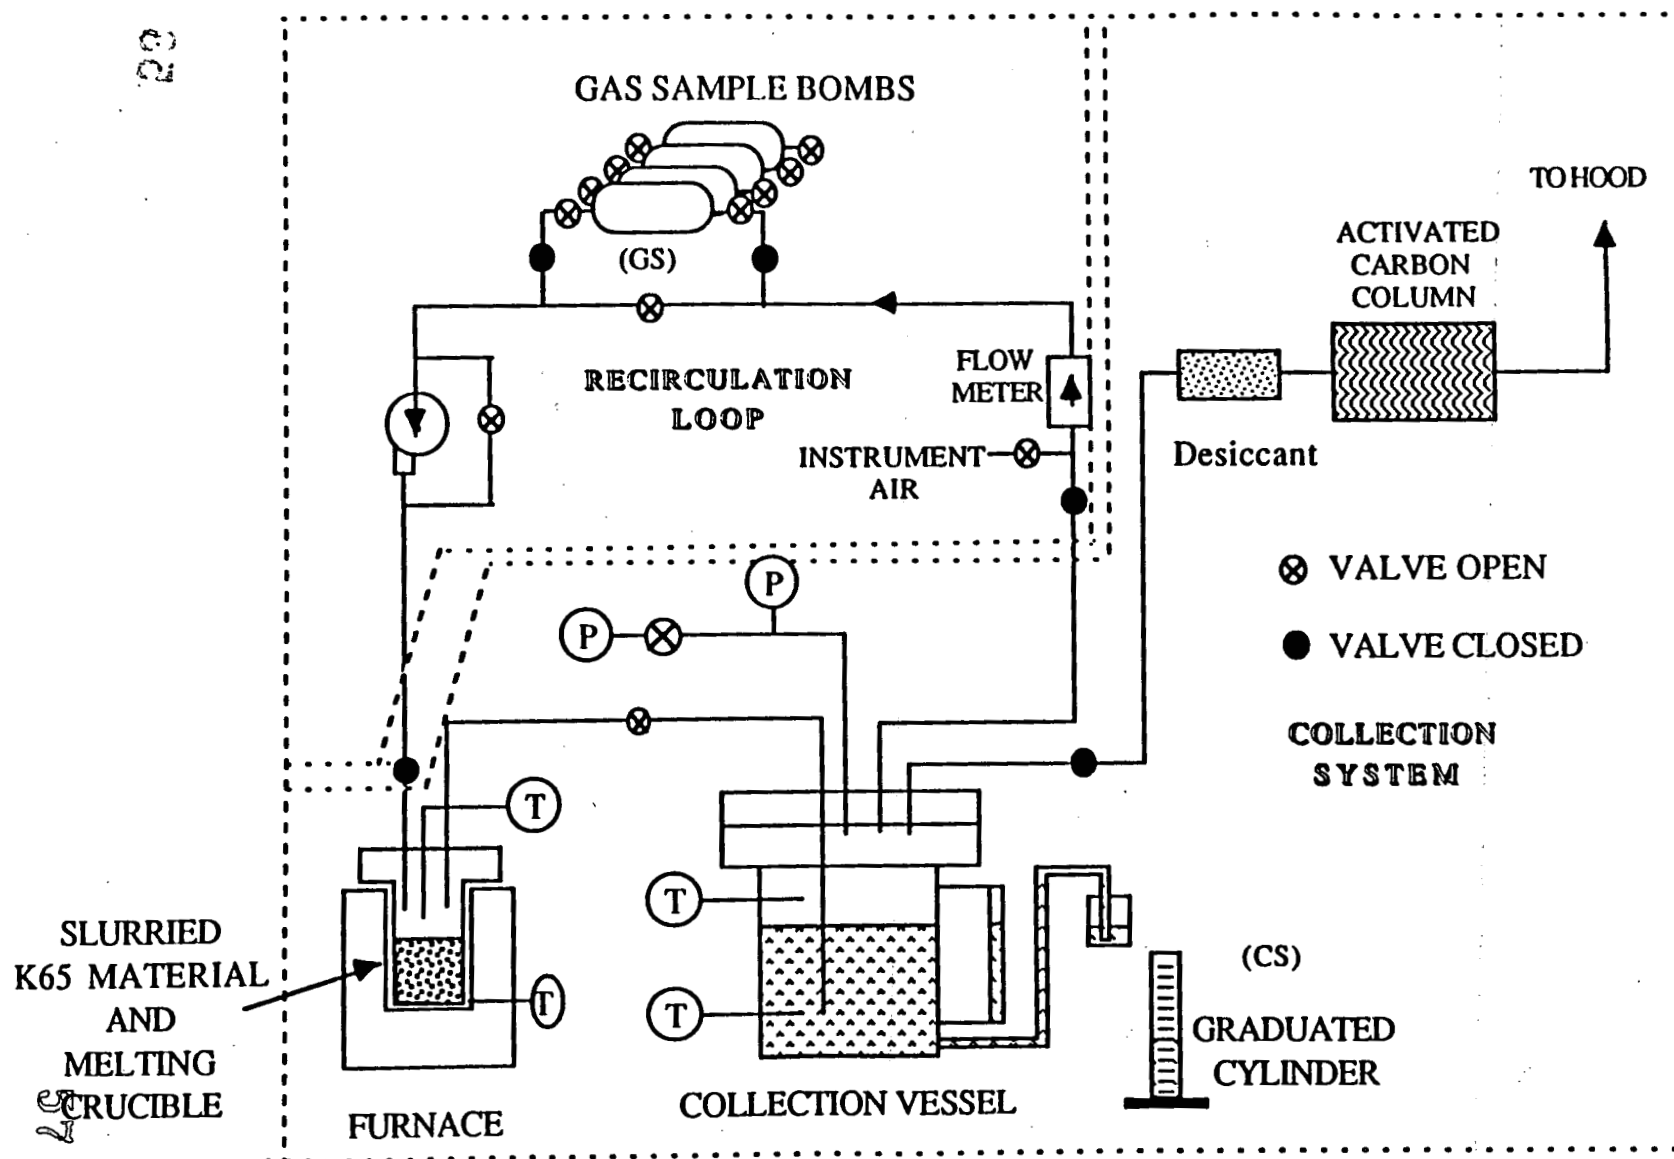 23
GAS SAMPLE BOMBS
TO HOOD
(GS)
ACTIVATED
CARBON
COLUMN
FLOW
METER
RECIRCULATION
LOOP
INSTRUMENT
AIR
Desiccant
P
P
VALVE OPEN
VALVE CLOSED
COLLECTION
SYSTEM
T
T
T
T
SLURRIED
K65 MATERIAL
AND
MELTING
CRUCIBLE
(CS)
GRADUATED
CYLINDER
COLLECTION VESSEL
FURNACE